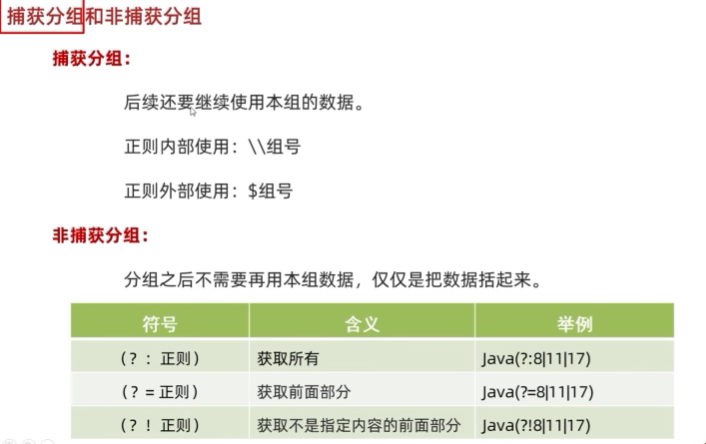 捕获分组和非捕获分组
捕获分组：
后续还要继续使用本组的数据。
正则内部使用：\\组号
正则外部使用：$组号
非捕获分组：
分组之后不需要再用本组数据，仅仅是把数据括起来。
符号 含义 举例
（？：正则） 获取所有 Java(?:8|11|17)
（？=正则） 获取前面部分 Java(?=8|11|17)
（？！正则） 获取不是指定内容的前面部分 Java(?!8|11|17)